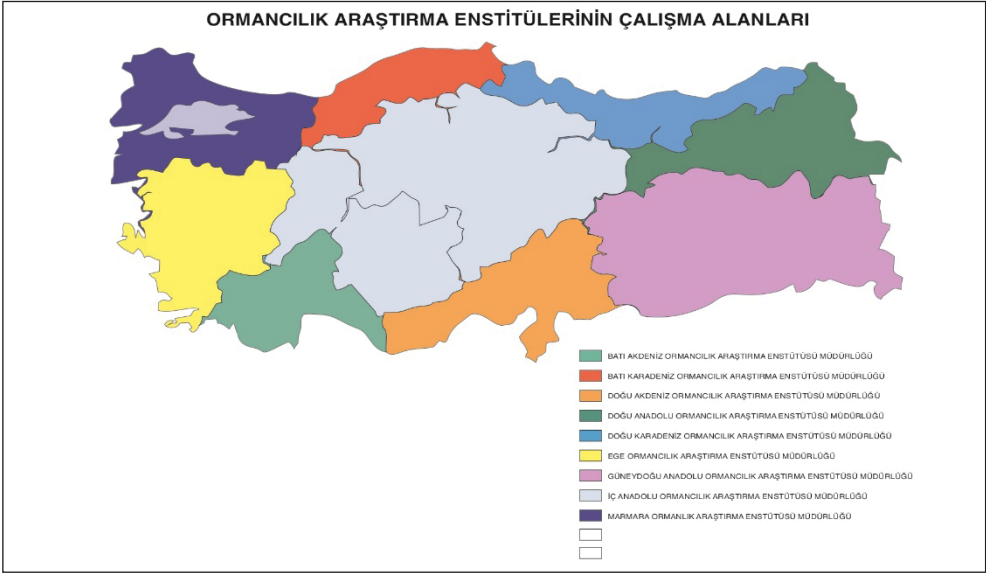 ORMANCILIK ARAŞTIRMA ENSTİTÜLERİNİN ÇALIŞMA ALANLARI
BATI AKDENİZ ORMANCILIK ARAŞTIRMA ENSTÜTÜSÜ MÜDÜRLÜĞÜ
BATI KARADENİZ ORMANCILIK ARAŞTIRMA ENSTÜTÜSÜ MÜDÜRLÜĞÜ
DOĞU AKDENİZ ORMANCILIK ARAŞTIRMA ENSTÜTÜSÜ MÜDÜRLÜĞÜ
DOĞU ANADOLU ORMANCILIK ARAŞTIRMA ENSTÜTÜSÜ MÜDÜRLÜĞÜ
DOĞU KARADENİZ ORMANCILIK ARAŞTIRMA ENSTÜTÜSÜ MÜDÜRLÜĞÜ
EGE ORMANCILIK ARAŞTIRMA ENSTÜTÜSÜ MÜDÜRLÜĞÜ
GÜNEYDOĞU ANADOLU ORMANCILIK ARAŞTIRMA ENSTÜTÜSÜ MÜDÜRLÜĞÜ
İÇ ANADOLU ORMANCILIK ARAŞTIRMA ENSTÜTÜSÜ MÜDÜRLÜĞÜ
MARMARA ORMANLIK ARAŞTIRMA ENSTÜTÜSÜ MÜDÜRLÜĞÜ